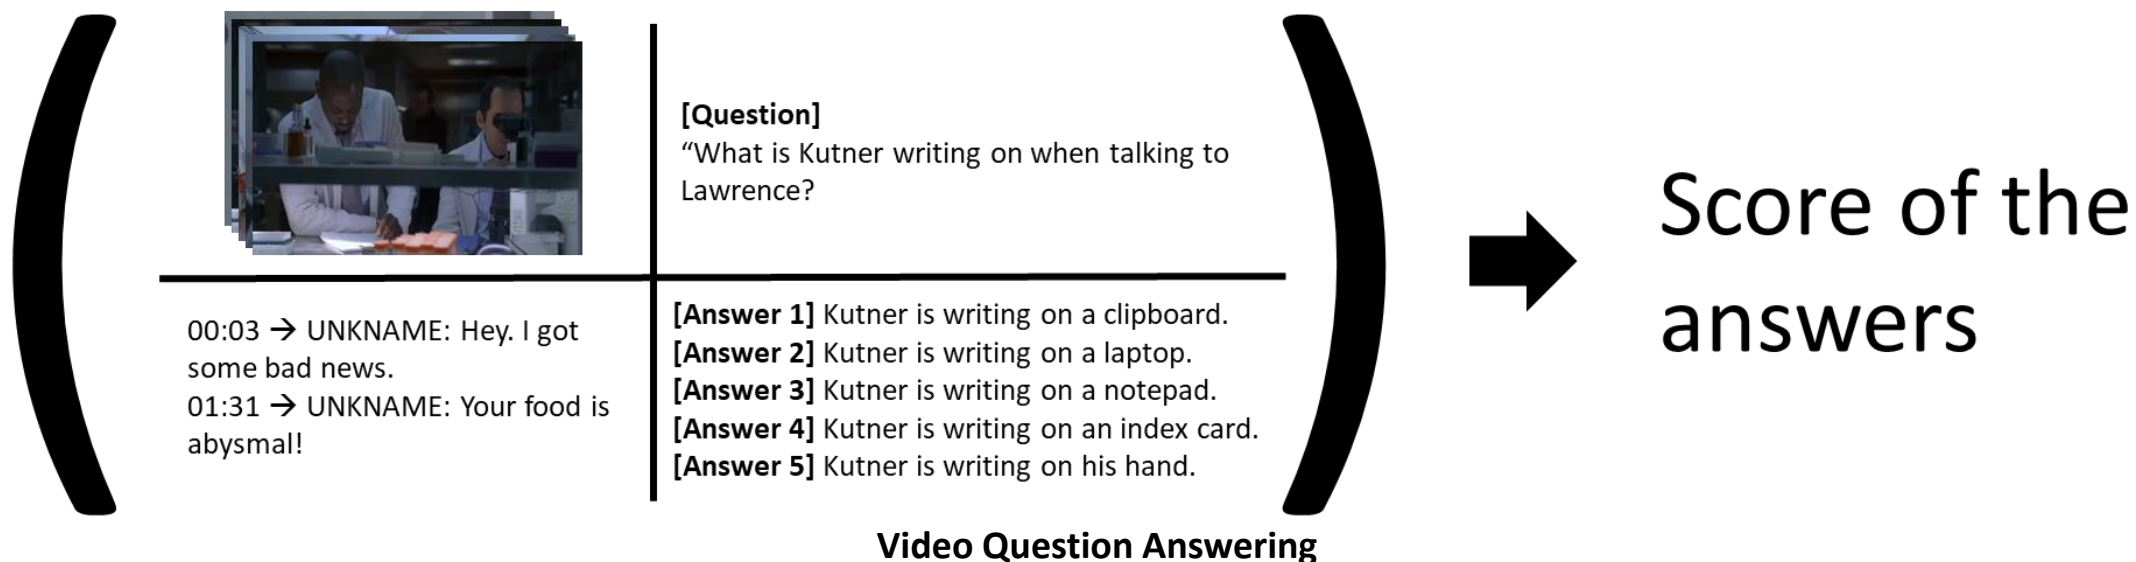 [Question]
“What is Kutner writing on when talking to
Lawrence?
00:03 → UNKNAME: Hey. I got
some bad news.
01:31 → UNKNAME: Your food is
abysmal!
[Answer 1] Kutner is writing on a clipboard.
[Answer 2] Kutner is writing on a laptop.
[Answer 3] Kutner is writing on a notepad.
[Answer 4] Kutner is writing on an index card.
[Answer 5] Kutner is writing on his hand.
Score of the
answers
Video Question Answering